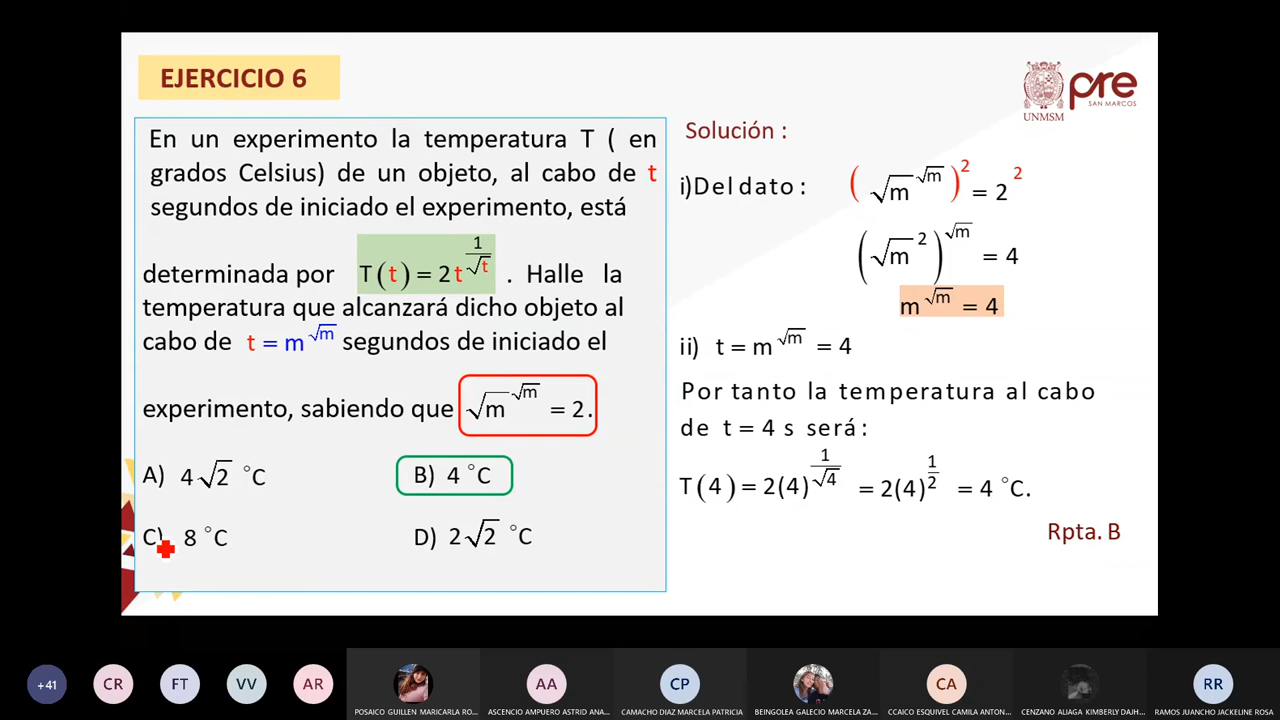 EJERCICIO 6
pre
SAN MARCOS
UNMSM
En un experimento la temperatura T ( en
grados Celsius) de un objeto, al cabo de t
segundos de iniciado el experimento, está
determinada por T(t) = 2t^(1/√t) . Halle la
temperatura que alcanzará dicho objeto al
cabo de t = m^√m segundos de iniciado el
experimento, sabiendo que √m^√m = 2.
A) 4√2 °C B) 4 °C
C) 8 °C D) 2√2 °C
Solución :
i)Del dato : (√m^√m)^2 = 2^2
(√m^2)^√m = 4
m^√m = 4
ii) t = m^√m = 4
Por tanto la temperatura al cabo
de t = 4 s será:
T(4) = 2(4)^(1/√4) = 2(4)^(1/2) = 4 °C.
Rpta. B
+41
CR
FT
VV
AR
AA
CP
CA
RR
POSAICO GUILLEN MARICARLA RO...
ASCENCIO AMPUERO ASTRID ANA...
CAMACHO DIAZ MARCELA PATRICIA
BEINGOLEA GALECIO MARCELA ZA...
CCAICO ESQUIVEL CAMILA ANTON...
CENZANO ALIAGA KIMBERLY DAJH...
RAMOS JUANCHO JACKELINE ROSA